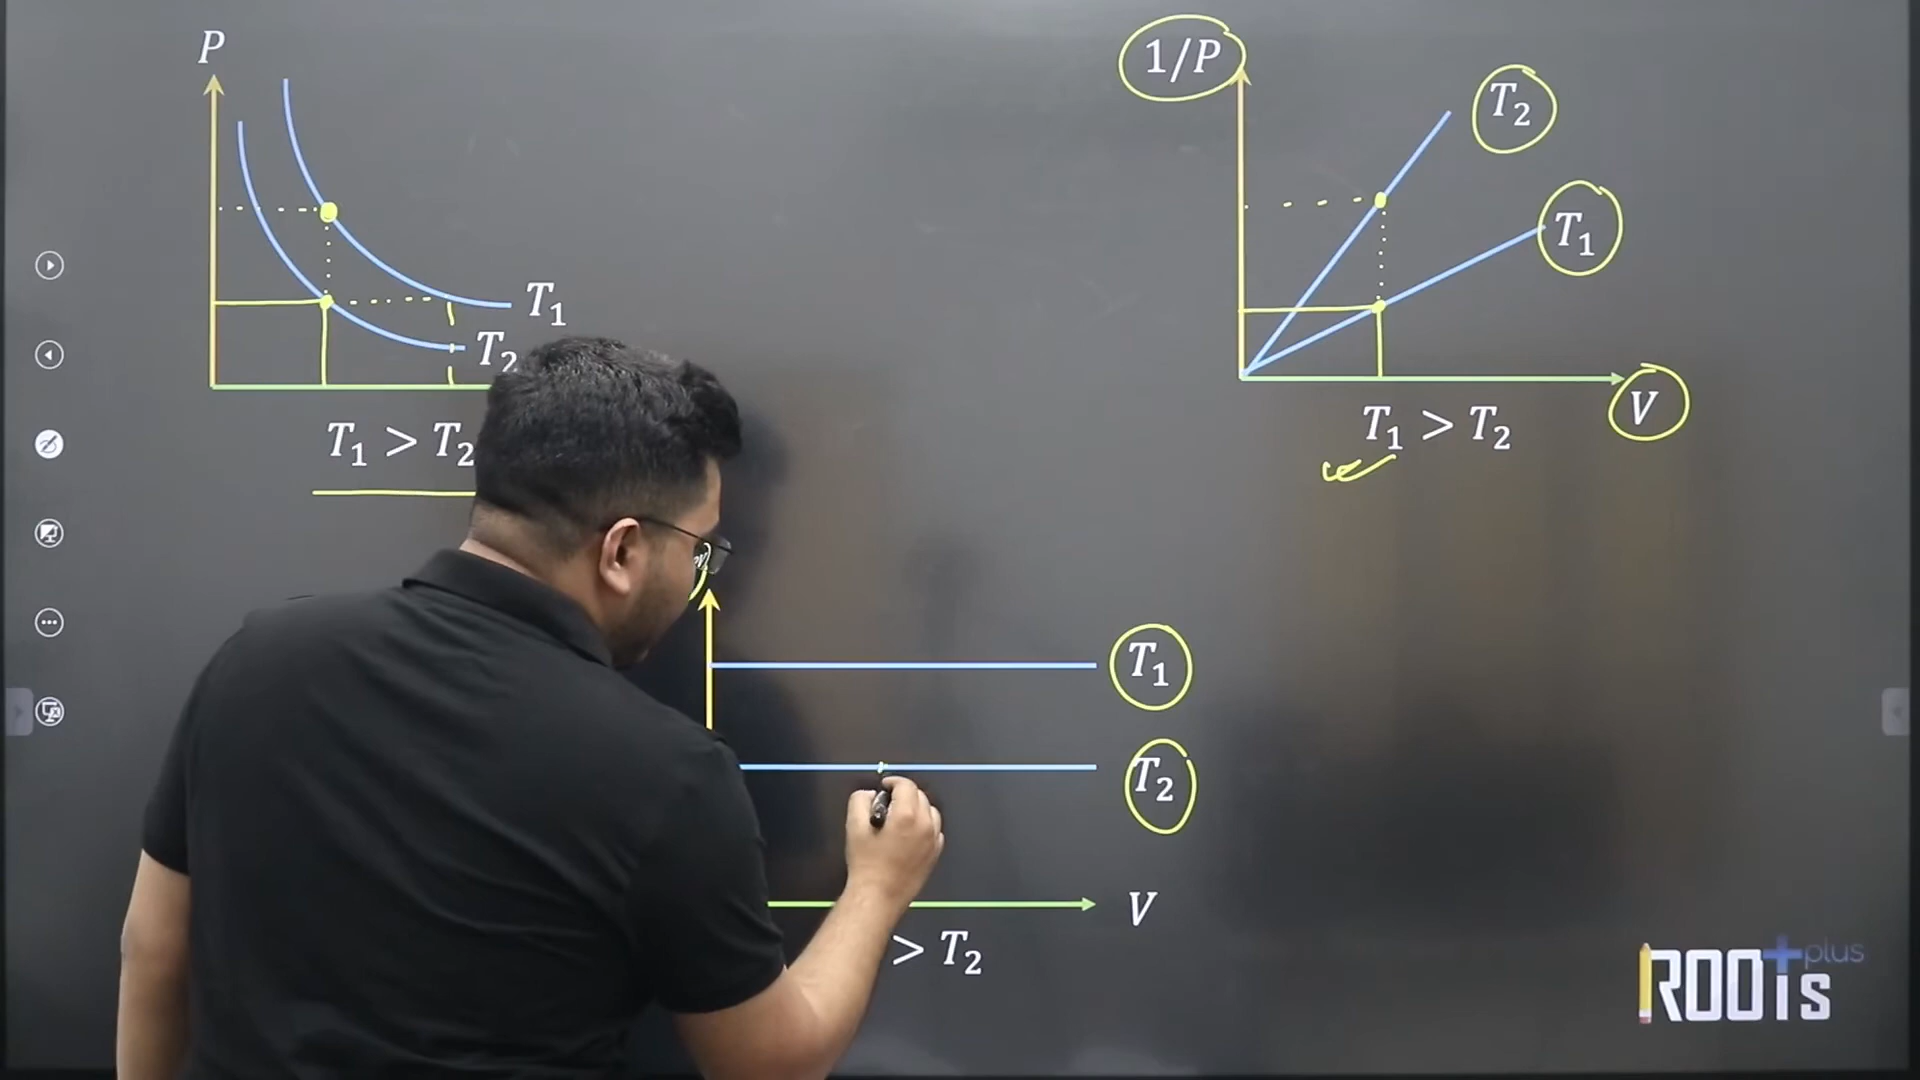 P
T₁
T₂
T₁ > T₂
1/P
T₂
T₁
V
T₁ > T₂
T₁
T₂
V
> T₂
ROOTS plus